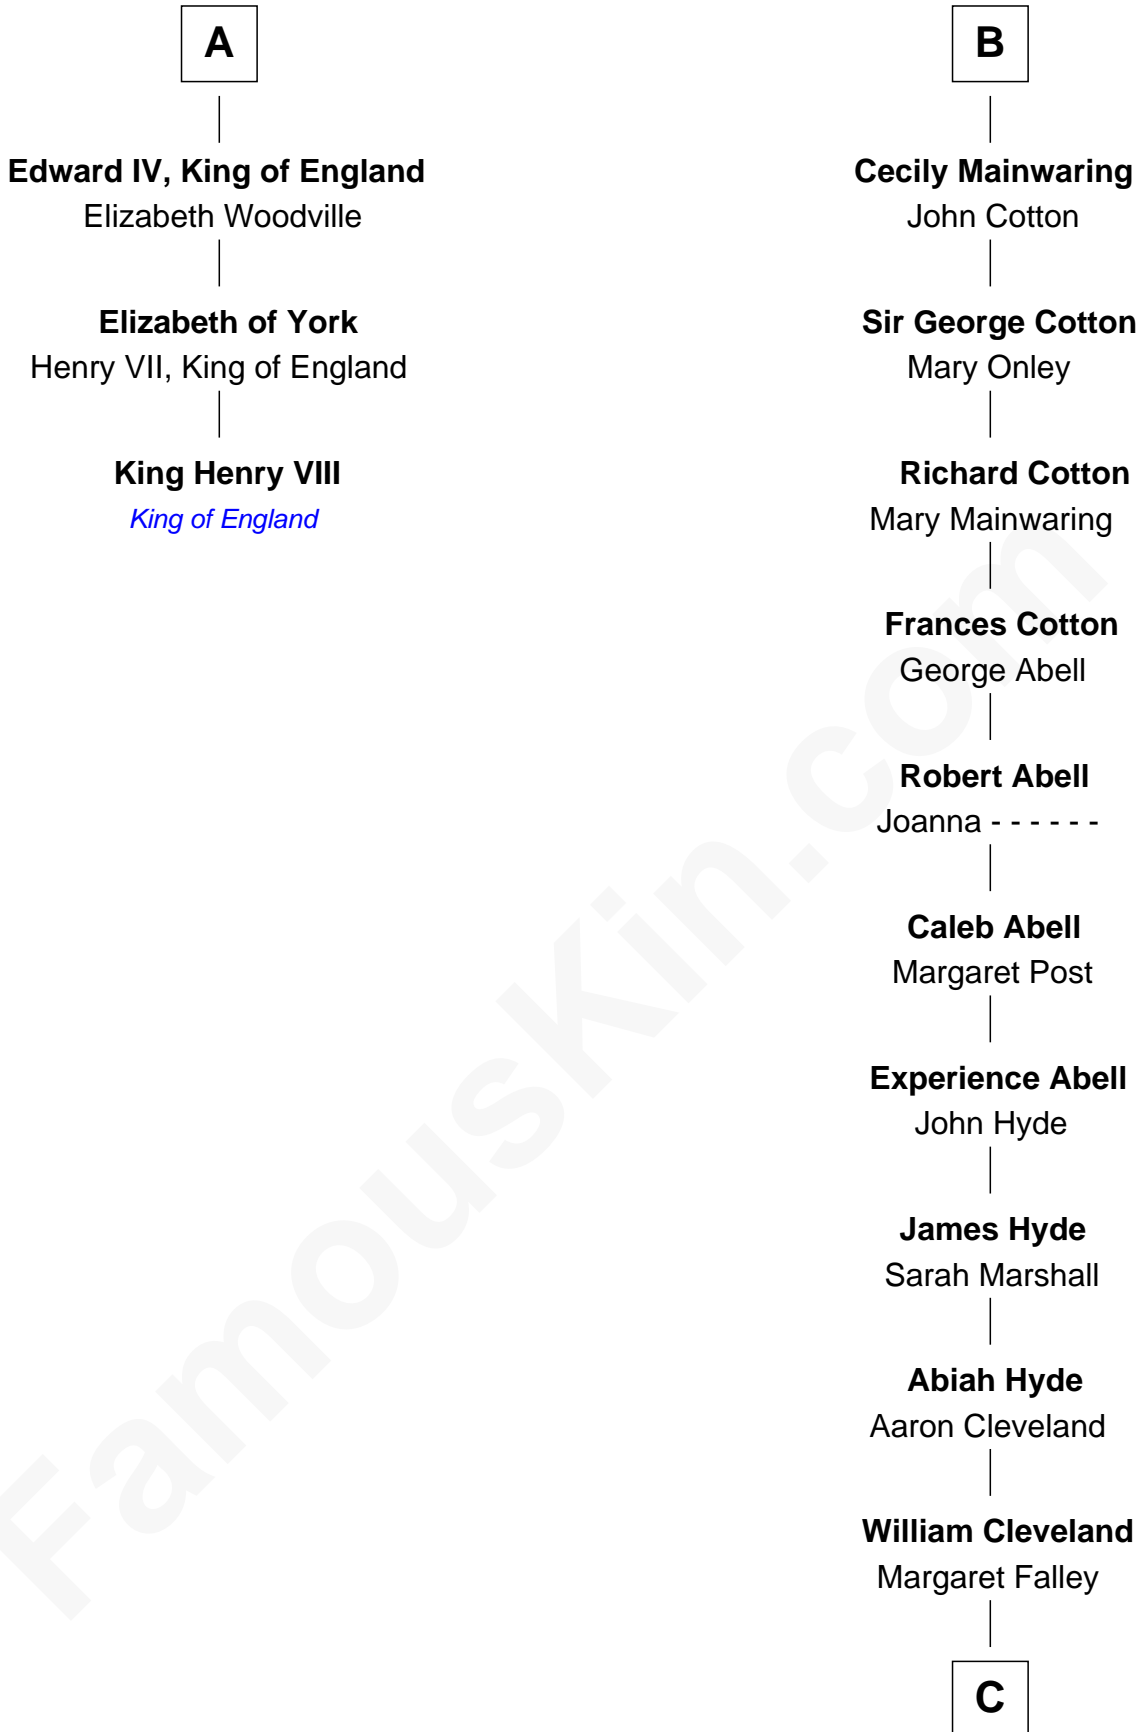 A
Edward IV, King of England
Elizabeth Woodville
Elizabeth of York
Henry VII, King of England
King Henry VIII
King of England
B
Cecily Mainwaring
John Cotton
Sir George Cotton
Mary Onley
Richard Cotton
Mary Mainwaring
Frances Cotton
George Abell
Robert Abell
Joanna - - - - - -
Caleb Abell
Margaret Post
Experience Abell
John Hyde
James Hyde
Sarah Marshall
Abiah Hyde
Aaron Cleveland
William Cleveland
Margaret Falley
C
FamousKin.com